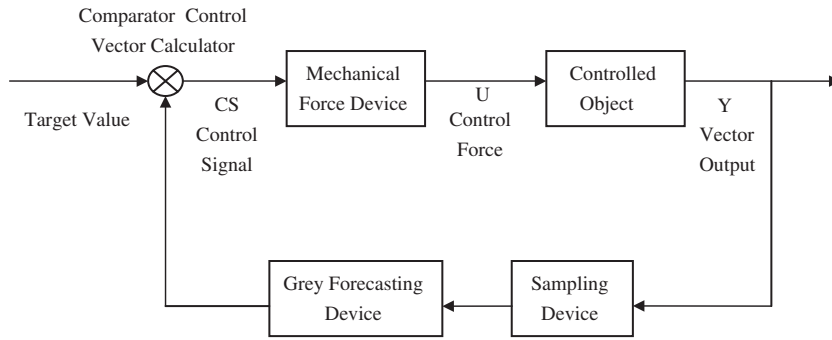 Comparator Control
Vector Calculator
Target Value
CS
Control
Signal
Mechanical
Force Device
U
Control
Force
Controlled
Object
Y
Vector
Output
Grey Forecasting
Device
Sampling
Device